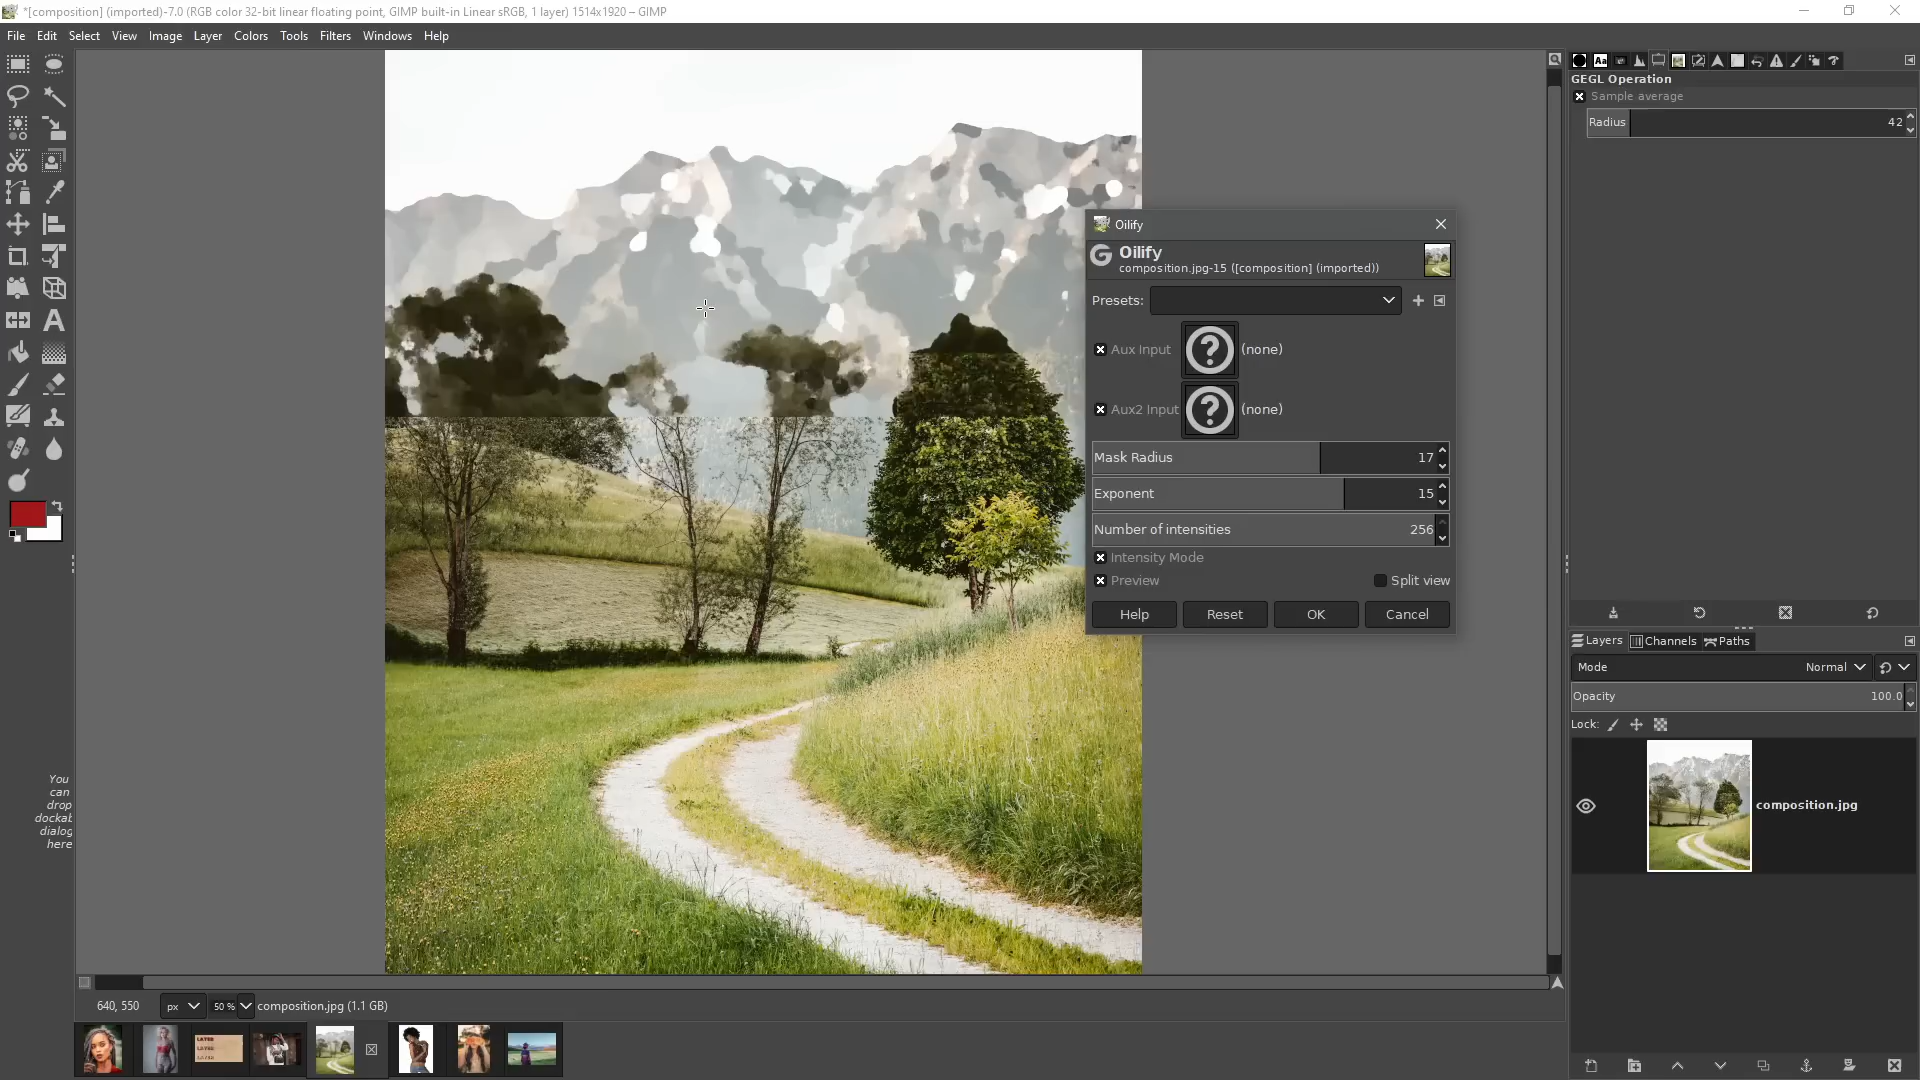 *[composition] (imported)-7.0 (RGB color 32-bit linear floating point, GIMP built-in Linear sRGB, 1 layer) 1514x1920 – GIMP
File Edit Select View Image Layer Colors Tools Filters Windows Help
GEGL Operation
Sample average
Radius 42
Oilify
Oilify
composition.jpg-15 ([composition] (imported))
Presets:
Aux Input (none)
Aux2 Input (none)
Mask Radius 17
Exponent 15
Number of intensities 256
Intensity Mode
Preview Split view
Help Reset OK Cancel
Layers Channels Paths
Mode Normal
Opacity 100.0
Lock:
composition.jpg
You
can
drop
dockab
dialog
here
640, 550 px 50 % composition.jpg (1.1 GB)
LAYER
LAYER
LAYER